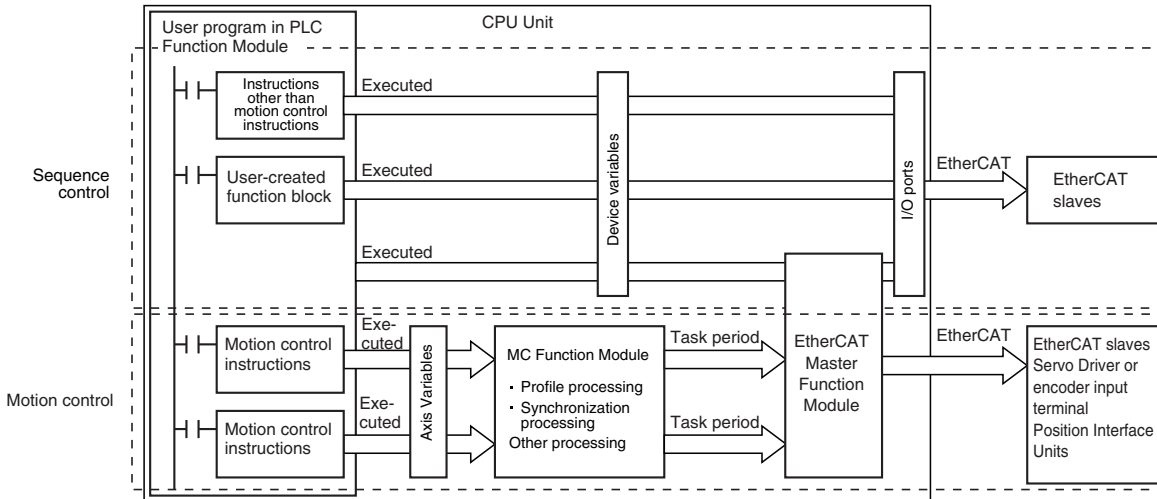 CPU Unit
User program in PLC
Function Module
Sequence
control
Instructions
other than
motion control
instructions
Executed
User-created
function block
Executed
Executed
Device variables
I/O ports
EtherCAT
EtherCAT
slaves
Motion control
Motion control
instructions
Exe-
cuted
Motion control
instructions
Exe-
cuted
Axis Variables
MC Function Module
· Profile processing
· Synchronization
processing
Other processing
Task period
Task period
EtherCAT
Master
Function
Module
EtherCAT
EtherCAT slaves
Servo Driver or
encoder input
terminal
Position Interface
Units